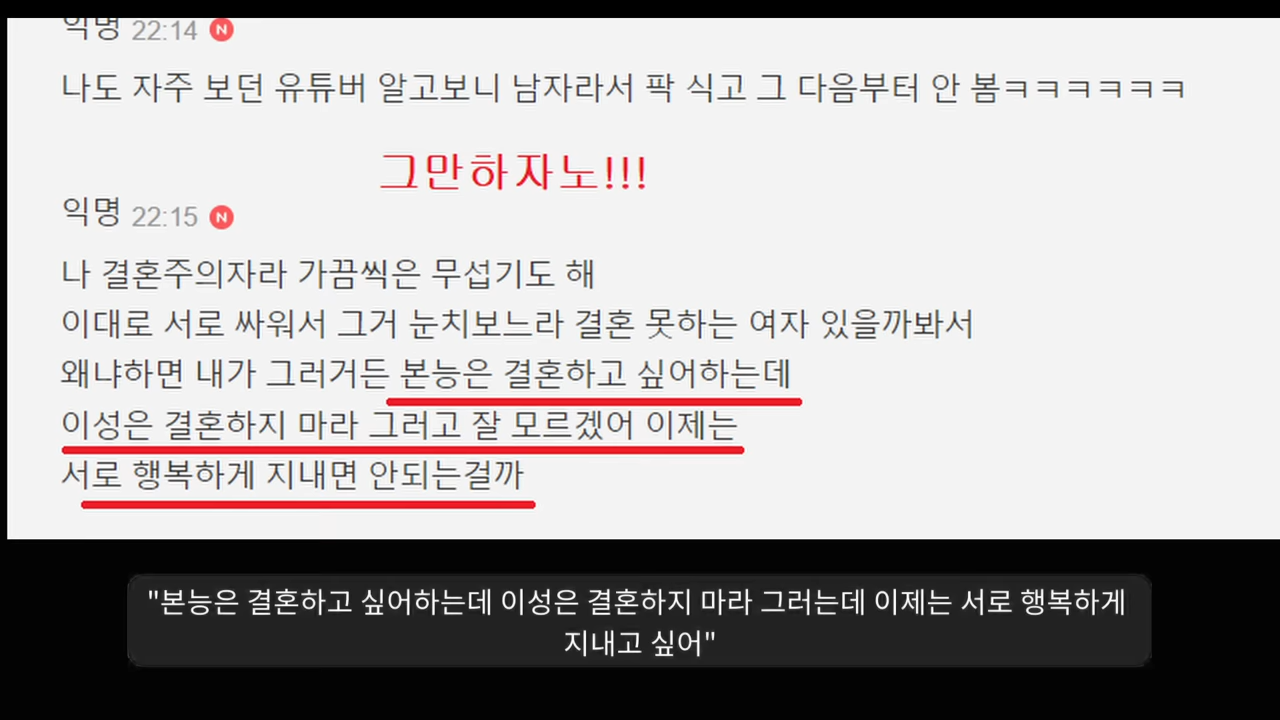 익명 22:14 N
나도 자주 보던 유튜버 알고보니 남자라서 팍 식고 그 다음부터 안 봄ㅋㅋㅋㅋㅋㅋ
그만하자노!!!
익명 22:15 N
나 결혼주의자라 가끔씩은 무섭기도 해
이대로 서로 싸워서 그거 눈치보느라 결혼 못하는 여자 있을까봐서
왜냐하면 내가 그러거든 본능은 결혼하고 싶어하는데
이성은 결혼하지 마라 그러고 잘 모르겠어 이제는
서로 행복하게 지내면 안되는걸까
"본능은 결혼하고 싶어하는데 이성은 결혼하지 마라 그러는데 이제는 서로 행복하게
지내고 싶어"